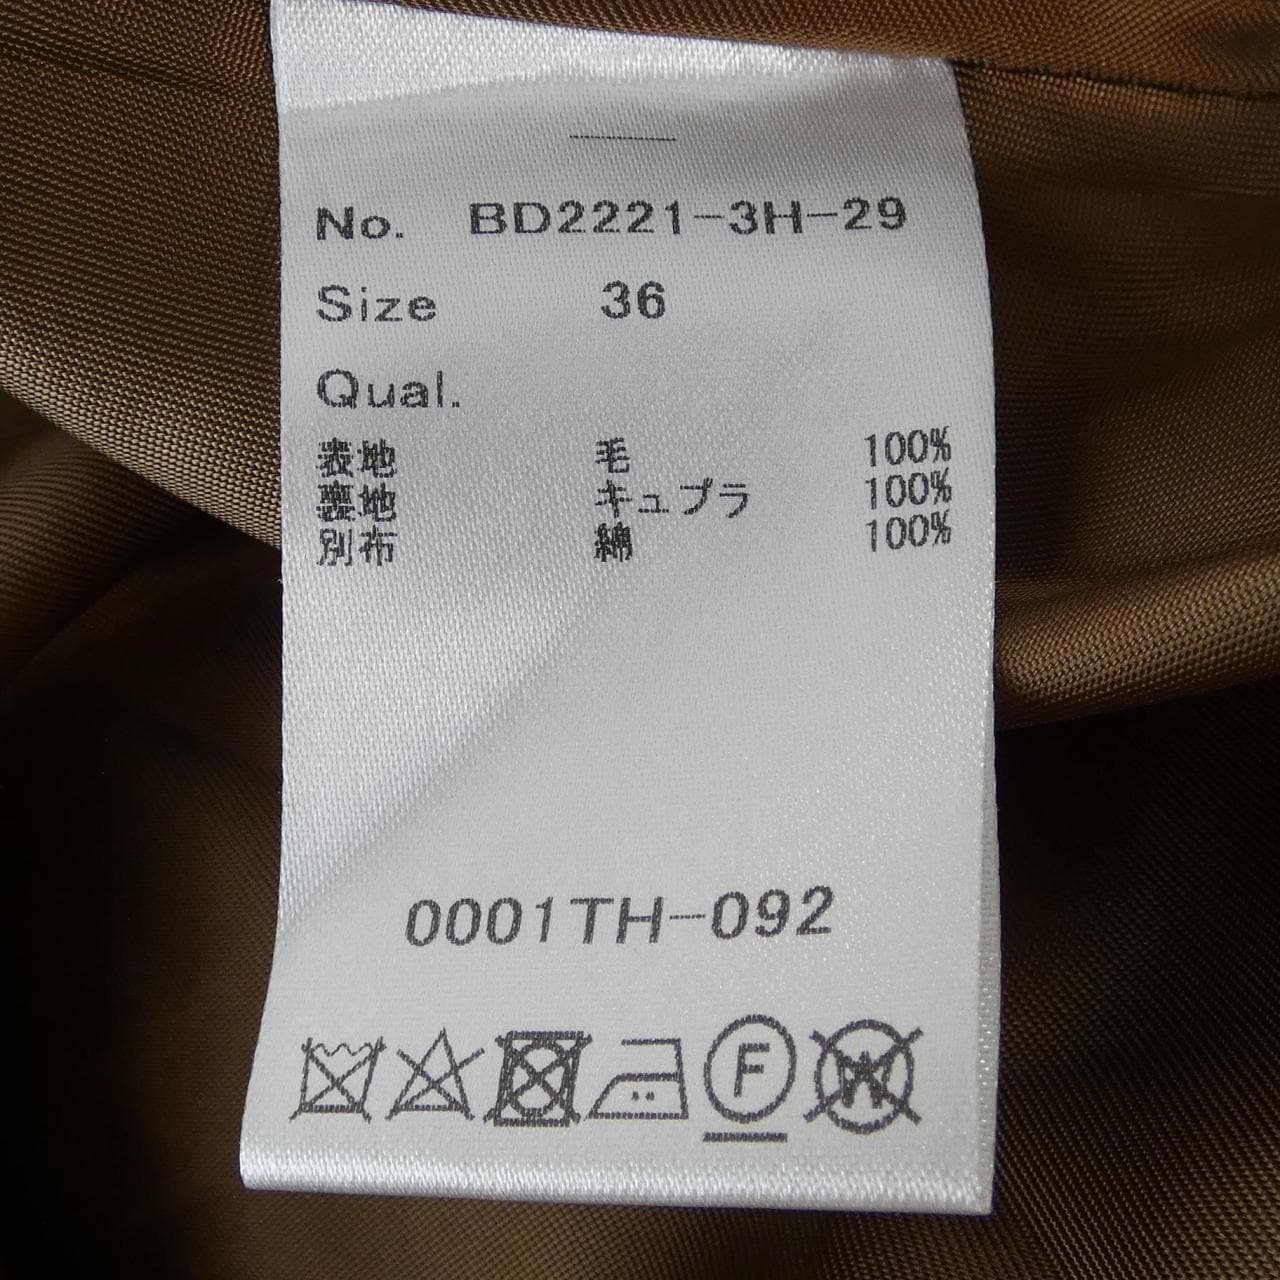 No. BD2221-3H-29
Size 36
Qual.
表地 毛 100%
裏地 キュプラ 100%
別布 綿 100%
0001TH-092
F W